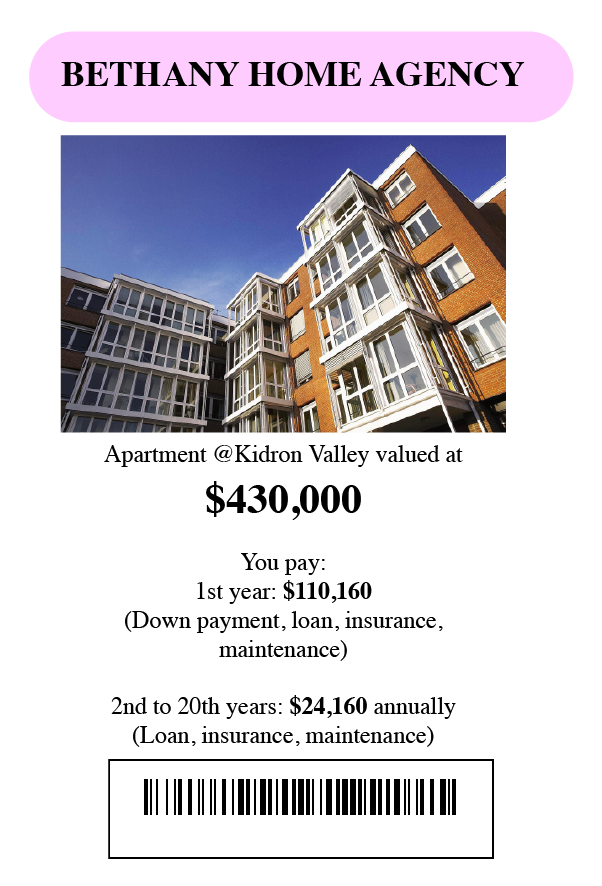 BETHANY HOME AGENCY
Apartment @Kidron Valley valued at
$430,000
You pay:
1st year: $110,160
(Down payment, loan, insurance,
maintenance)
2nd to 20th years: $24,160 annually
(Loan, insurance, maintenance)